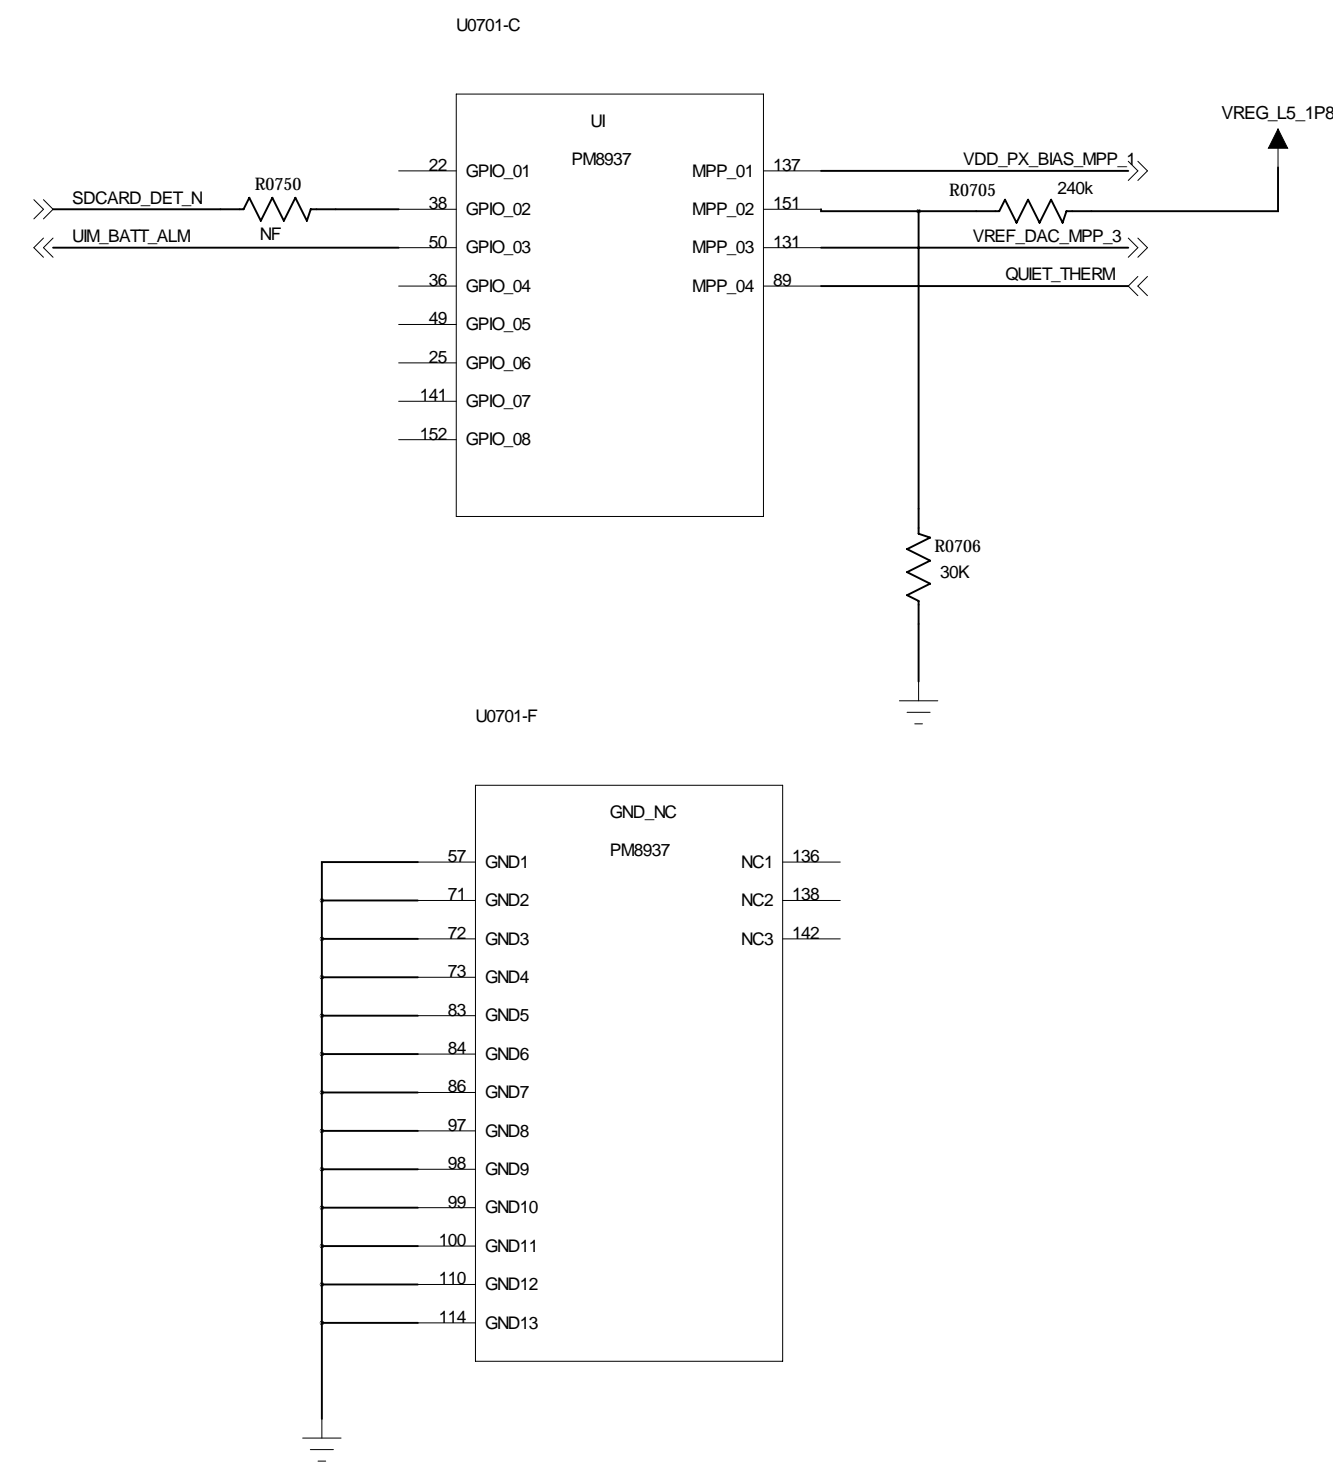 U0701-C
UI
PM8937
VREG_L5_1P8
22 GPIO_01
MPP_01 137 VDD_PX_BIAS_MPP_1
SDCARD_DET_N R0750 NF 38 GPIO_02
MPP_02 151 R0705 240k
UIM_BATT_ALM 50 GPIO_03
MPP_03 131 VREF_DAC_MPP_3
36 GPIO_04
MPP_04 89 QUIET_THERM
49 GPIO_05
25 GPIO_06
141 GPIO_07
152 GPIO_08
R0706
30K
U0701-F
GND_NC
PM8937
57 GND1 NC1 136
71 GND2 NC2 138
72 GND3 NC3 142
73 GND4
83 GND5
84 GND6
86 GND7
97 GND8
98 GND9
99 GND10
100 GND11
110 GND12
114 GND13